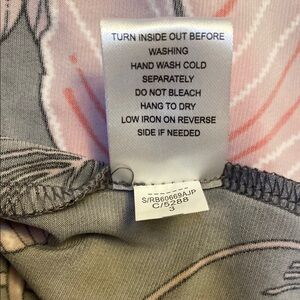 TURN INSIDE OUT BEFORE
WASHING
HAND WASH COLD
SEPARATELY
DO NOT BLEACH
HANG TO DRY
LOW IRON ON REVERSE
SIDE IF NEEDED
S/RB60669AJP
C/5288
3